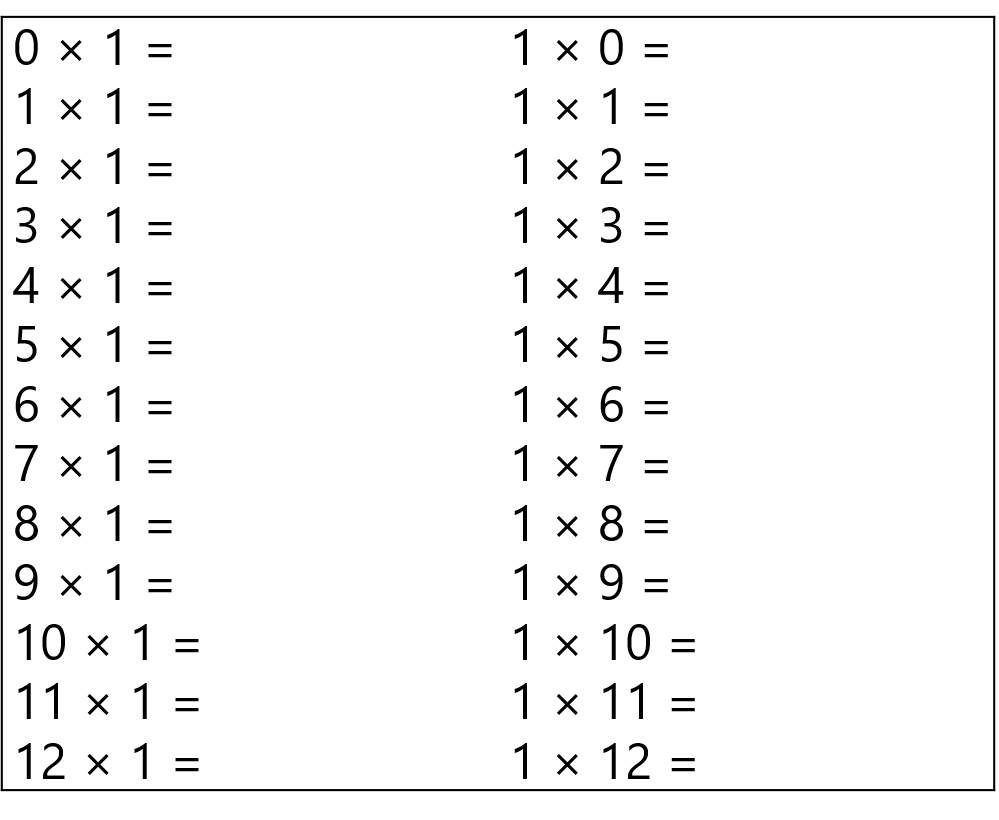 0 × 1 =
1 × 1 =
2 × 1 =
3 × 1 =
4 × 1 =
5 × 1 =
6 × 1 =
7 × 1 =
8 × 1 =
9 × 1 =
10 × 1 =
11 × 1 =
12 × 1 =
1 × 0 =
1 × 1 =
1 × 2 =
1 × 3 =
1 × 4 =
1 × 5 =
1 × 6 =
1 × 7 =
1 × 8 =
1 × 9 =
1 × 10 =
1 × 11 =
1 × 12 =